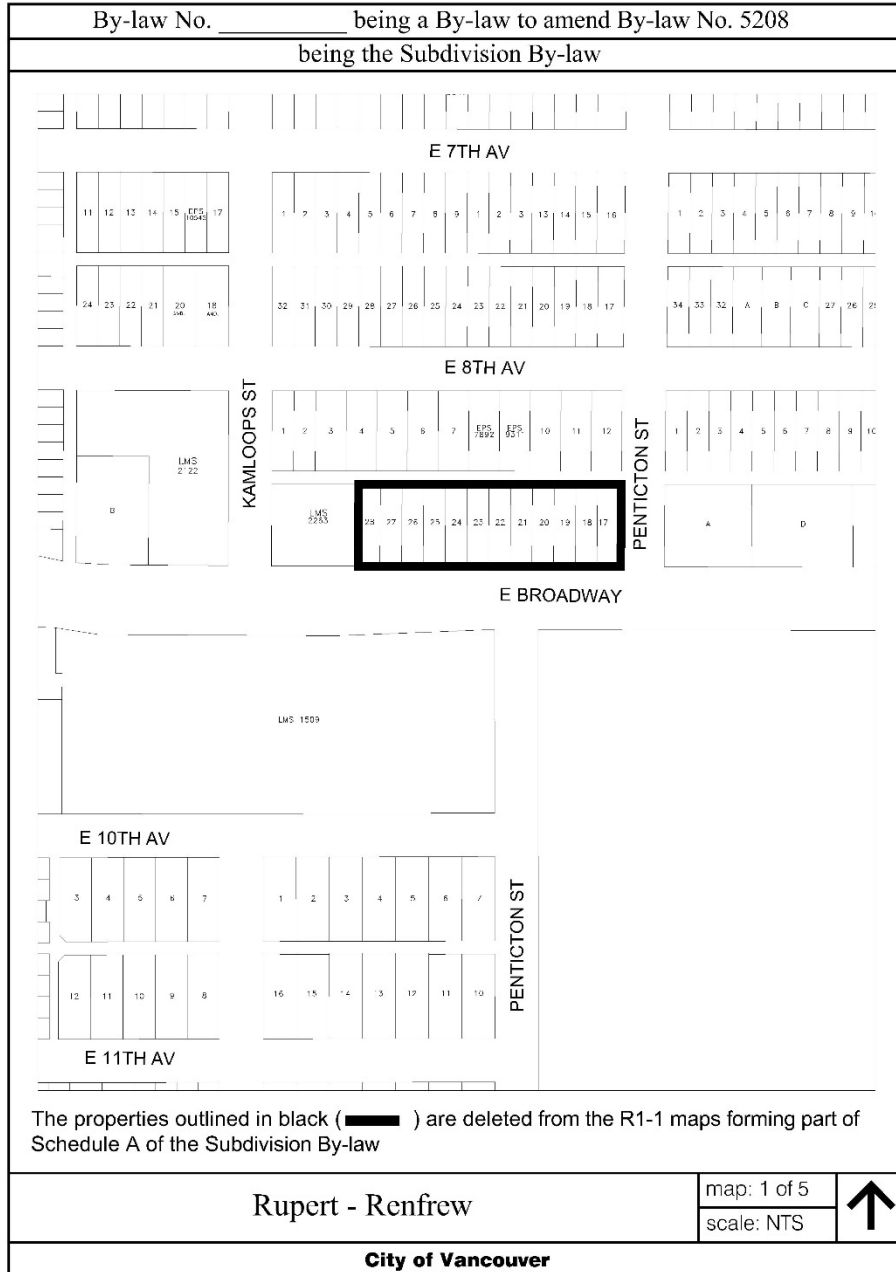 By-law No. __________ being a By-law to amend By-law No. 5208
being the Subdivision By-law
E 7TH AV
11 12 13 14 15 EPS 17
1 2 3 4 5 6 7 8 9 1 2 3 13 14 15 16
1 2 3 4 5 6 7 8 9
24 23 22 21 20 18
32 31 30 29 28 27 26 25 24 23 22 21 20 19 18 17
34 33 32 A B C 27 26
E 8TH AV
KAMLOOPS ST
PENTICTON ST
1 2 3 4 5 6 7 EPS EPS 10 11 12
7892
1 2 3 4 5 6 7 8 9 10
LMS
2122
B
LMS
2263
28 27 26 25 24 23 22 21 20 19 18 17
A D
E BROADWAY
LMS 1509
E 10TH AV
3 4 5 6 7
1 2 3 4 5 6 7
PENTICTON ST
12 11 10 9 8
16 15 14 13 12 11 10
E 11TH AV
The properties outlined in black ( ) are deleted from the R1-1 maps forming part of
Schedule A of the Subdivision By-law
Rupert - Renfrew
map: 1 of 5
scale: NTS
City of Vancouver